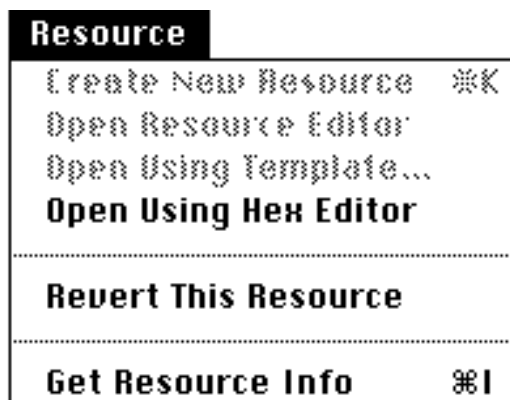 Resource
Create New Resource ⌘K
Open Resource Editor
Open Using Template...
Open Using Hex Editor
Revert This Resource
Get Resource Info ⌘I